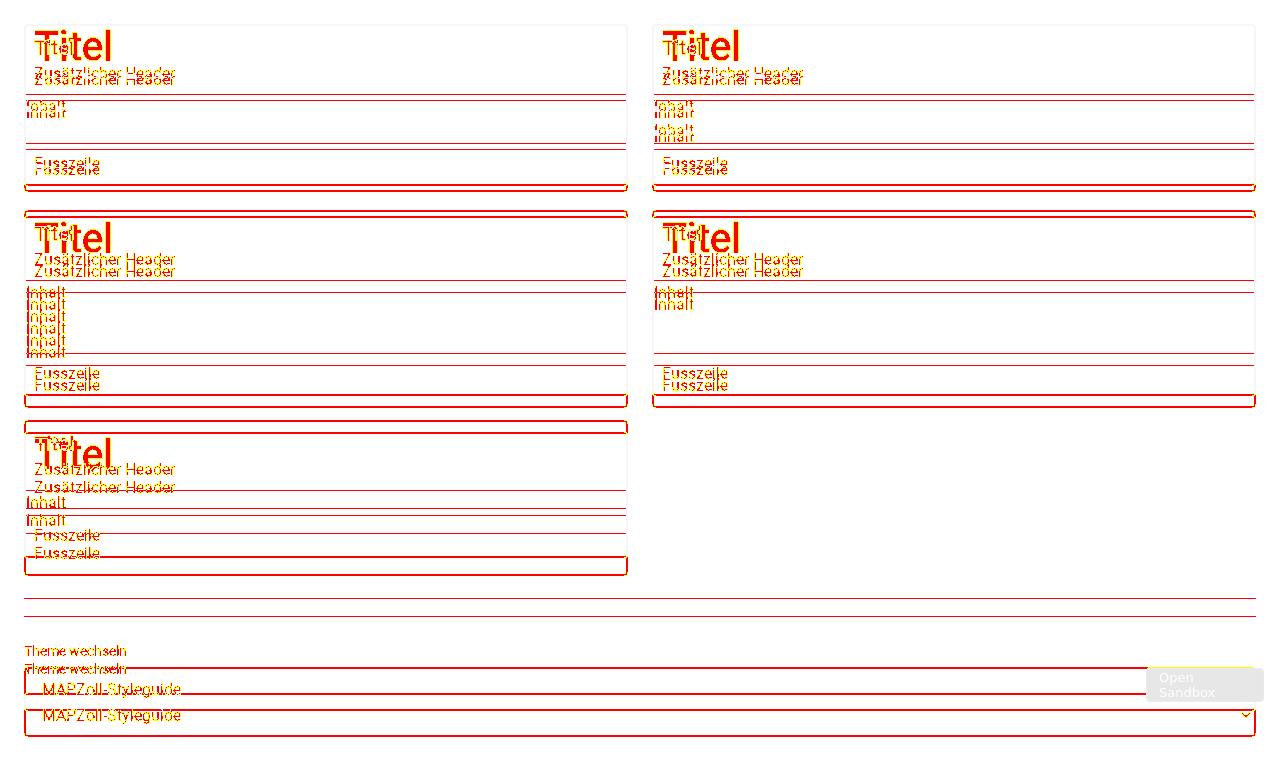 Titel
Titel
Zusätzlicher Header
Zusätzlicher Header
Inhalt
Inhalt
Fusszeile
Fusszeile
Titel
Titel
Zusätzlicher Header
Zusätzlicher Header
Inhalt
Inhalt
Inhalt
Inhalt
Fusszeile
Fusszeile
Titel
Titel
Zusätzlicher Header
Zusätzlicher Header
Inhalt
Inhalt
Inhalt
Inhalt
Inhalt
Inhalt
Fusszeile
Fusszeile
Titel
Titel
Zusätzlicher Header
Zusätzlicher Header
Inhalt
Inhalt
Fusszeile
Fusszeile
Titel
Titel
Zusätzlicher Header
Zusätzlicher Header
Inhalt
Inhalt
Fusszeile
Fusszeile
Theme wechseln
Theme wechseln
MAPZoll-Styleguide
MAPZoll-Styleguide
Open
Sandbox